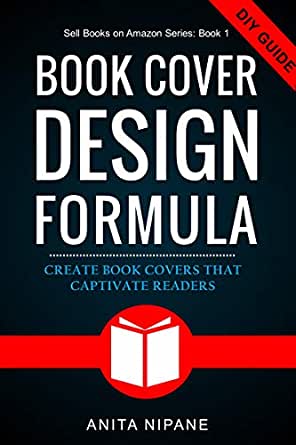 Sell Books on Amazon Series: Book 1
DIY GUIDE
BOOK COVER
DESIGN
FORMULA
CREATE BOOK COVERS THAT
CAPTIVATE READERS
ANITA NIPANE